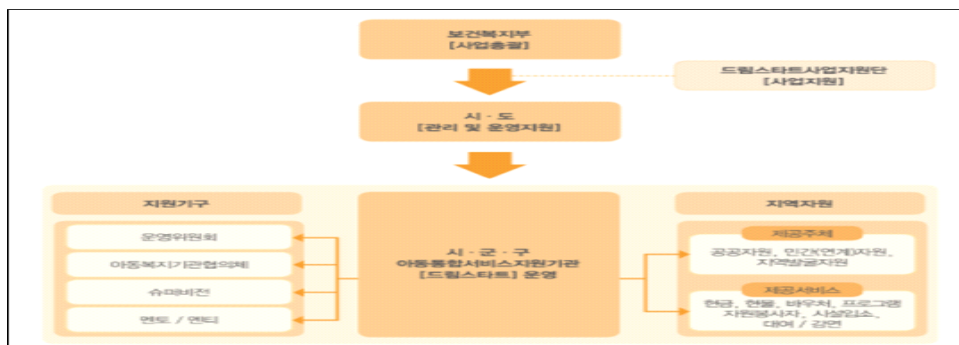 보건복지부
[사업총괄]
드림스타트사업지원단
[사업지원]
시 · 도
[관리 및 운영지원]
지원기구
운영위원회
아동복지기관협의체
슈퍼비전
멘토 / 멘티
시 · 군 · 구
아동통합서비스지원기관
[드림스타트] 운영
지역자원
제공주체
공공자원, 민간(연계)자원,
지역발굴자원
제공서비스
현금, 현물, 바우처, 프로그램
자원봉사자, 시설입소,
대여 / 감면